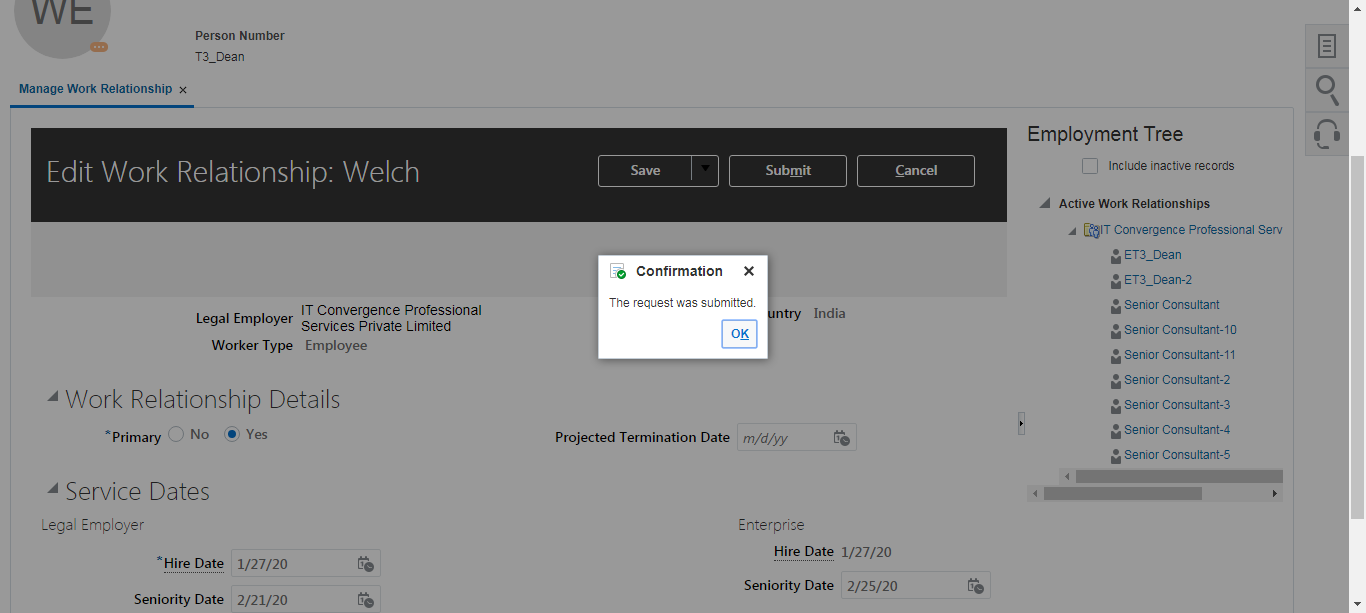 WE
Person Number
T3_Dean
Manage Work Relationship ×
Edit Work Relationship: Welch
Save
Submit
Cancel
Confirmation
The request was submitted.
OK
Legal Employer
IT Convergence Professional
Services Private Limited
untry India
Worker Type Employee
Work Relationship Details
*Primary No Yes
Projected Termination Date m/d/yy
Service Dates
Legal Employer
*Hire Date 1/27/20
Seniority Date 2/21/20
Enterprise
Hire Date 1/27/20
Seniority Date 2/25/20
Employment Tree
Include inactive records
Active Work Relationships
IT Convergence Professional Serv
ET3_Dean
ET3_Dean-2
Senior Consultant
Senior Consultant-10
Senior Consultant-11
Senior Consultant-2
Senior Consultant-3
Senior Consultant-4
Senior Consultant-5